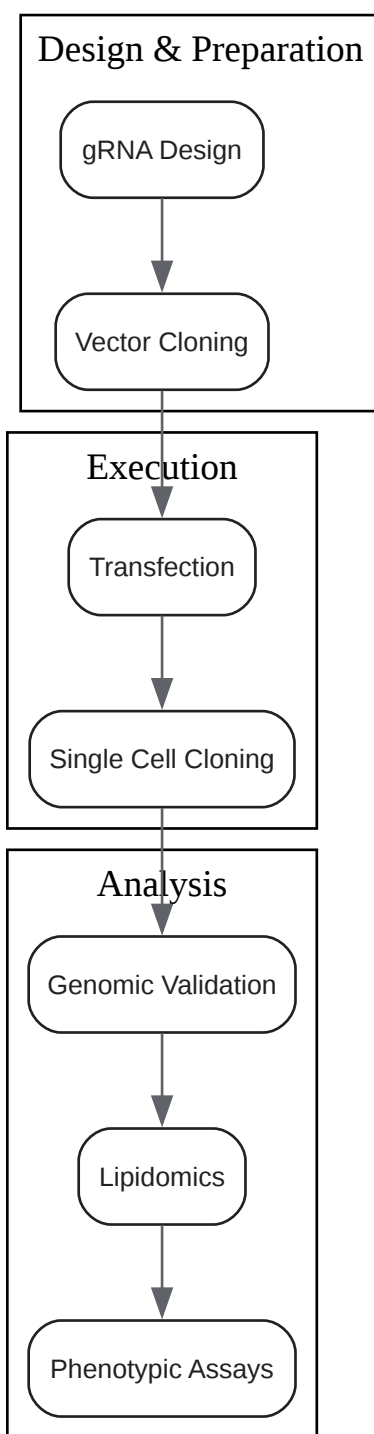 Design & Preparation
gRNA Design
Vector Cloning
Execution
Transfection
Single Cell Cloning
Analysis
Genomic Validation
Lipidomics
Phenotypic Assays